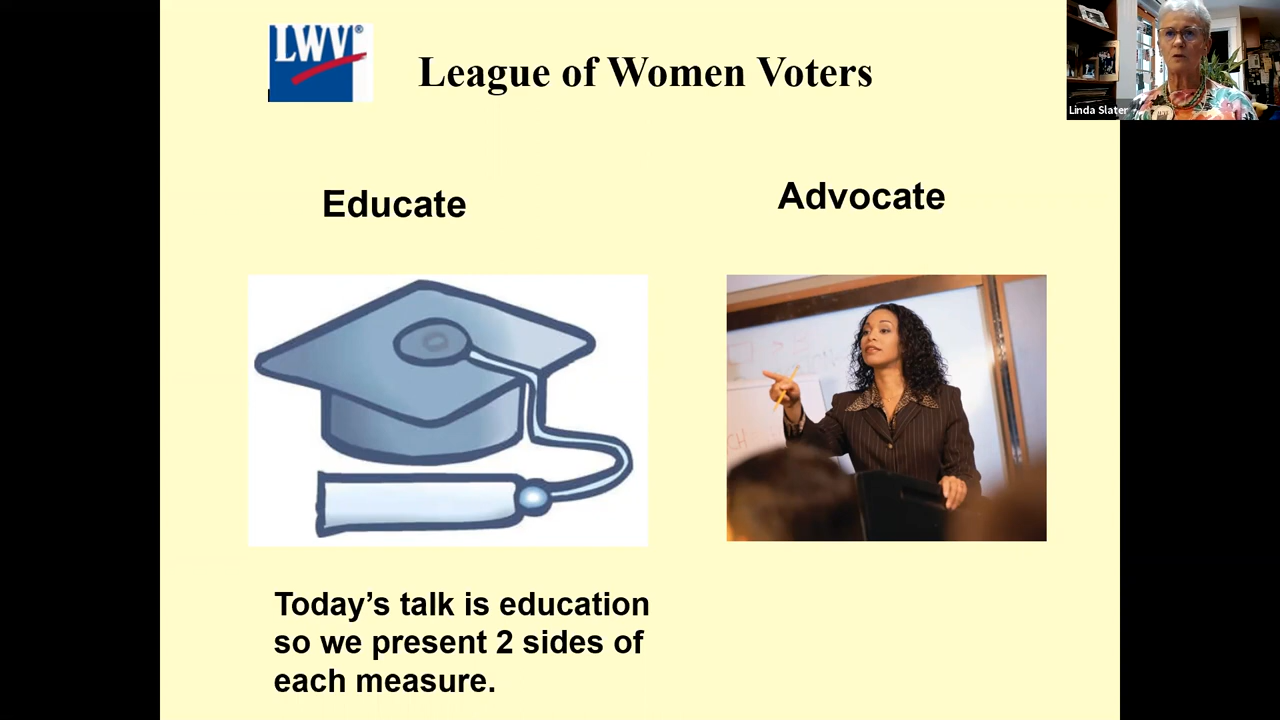 LWV®
League of Women Voters
Linda Slater
Educate
Advocate
Today’s talk is education
so we present 2 sides of
each measure.